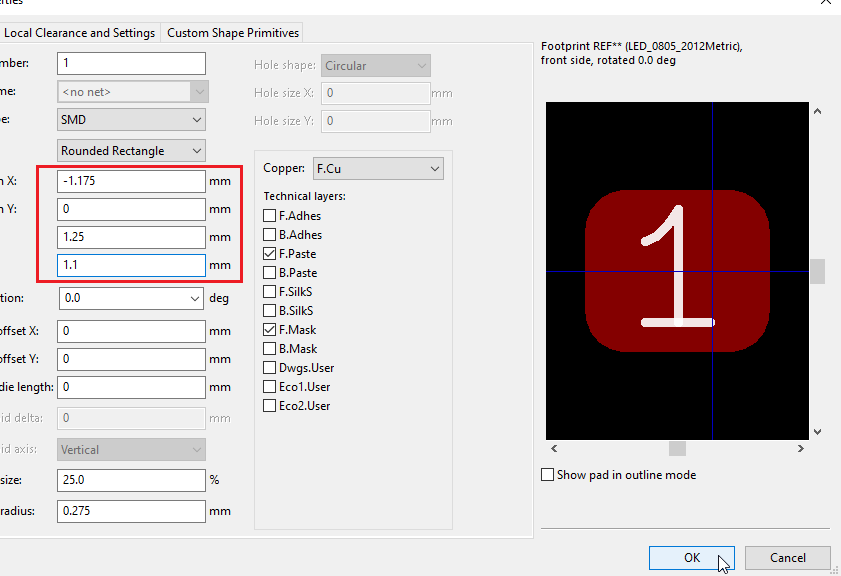 erties
Local Clearance and Settings Custom Shape Primitives
mber: 1
me: <no net>
e: SMD
Rounded Rectangle
n X: -1.175 mm
n Y: 0 mm
1.25 mm
1.1 mm
tion: 0.0 deg
offset X: 0 mm
offset Y: 0 mm
die length: 0 mm
id delta: 0 mm
id axis: Vertical
size: 25.0 %
radius: 0.275 mm
Hole shape: Circular
Hole size X: 0 mm
Hole size Y: 0 mm
Copper: F.Cu
Technical layers:
F.Adhes
B.Adhes
F.Paste
B.Paste
F.SilkS
B.SilkS
F.Mask
B.Mask
Dwgs.User
Eco1.User
Eco2.User
Footprint REF** (LED_0805_2012Metric),
front side, rotated 0.0 deg
1
Show pad in outline mode
OK Cancel